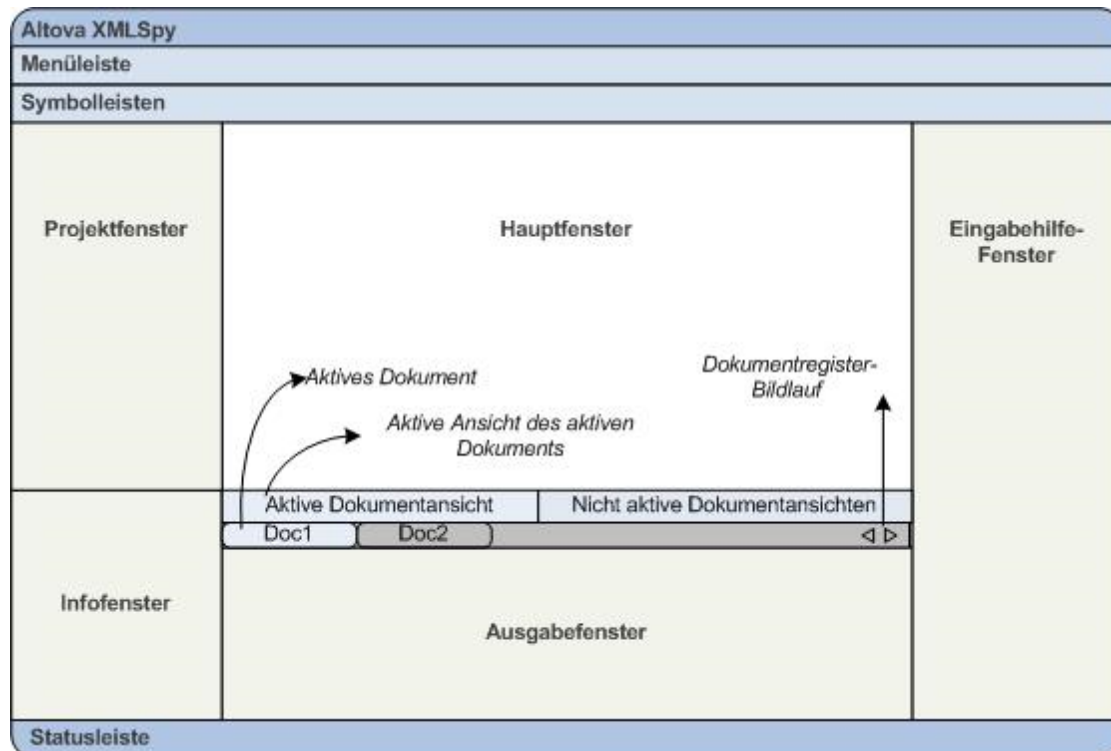 Altova XMLSpy
Menüleiste
Symbolleisten
Projektfenster
Hauptfenster
Eingabehilfe-
Fenster
Aktives Dokument
Dokumentregister-
Bildlauf
Aktive Ansicht des aktiven
Dokuments
Aktive Dokumentansicht
Nicht aktive Dokumentansichten
Doc1
Doc2
Infofenster
Ausgabefenster
Statusleiste